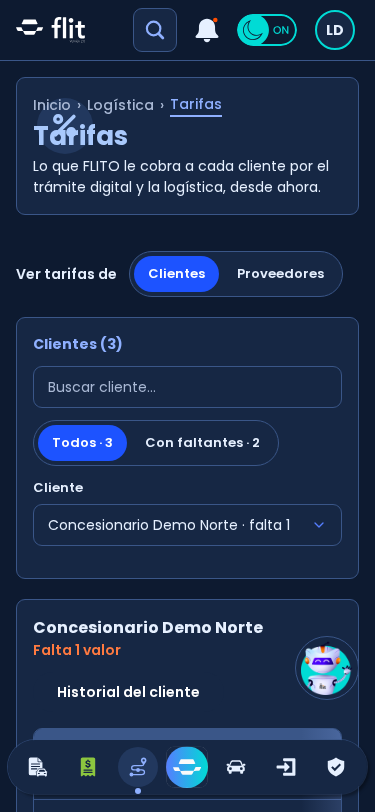 flit
ON
LD
Inicio › Logística › Tarifas
Tarifas
Lo que FLITO le cobra a cada cliente por el
trámite digital y la logística, desde ahora.
Ver tarifas de
Clientes
Proveedores
Clientes (3)
Buscar cliente...
Todos · 3
Con faltantes · 2
Cliente
Concesionario Demo Norte · falta 1
Concesionario Demo Norte
Falta 1 valor
Historial del cliente